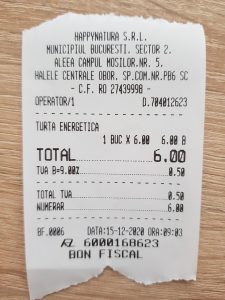 HAPPYNATURA S.R.L.
MUNICIPIUL BUCURESTI, SECTOR 2,
ALEEA CAMPUL MOSILOR,NR. 5,
HALELE CENTRALE OBOR, SP.COM.NR.PB6 SC
- C.F. RO 27439998 -
OPERATOR/1 D.704012623
TURTA ENERGETICA
1 BUC X 6.00 6.00 B
TOTAL 6.00
TVA B=9.00% 0.50
TOTAL TVA 0.50
NUMERAR 6.00
BF.0006 DATA:15-12-2020 ORA:09:03
6000168623
BON FISCAL